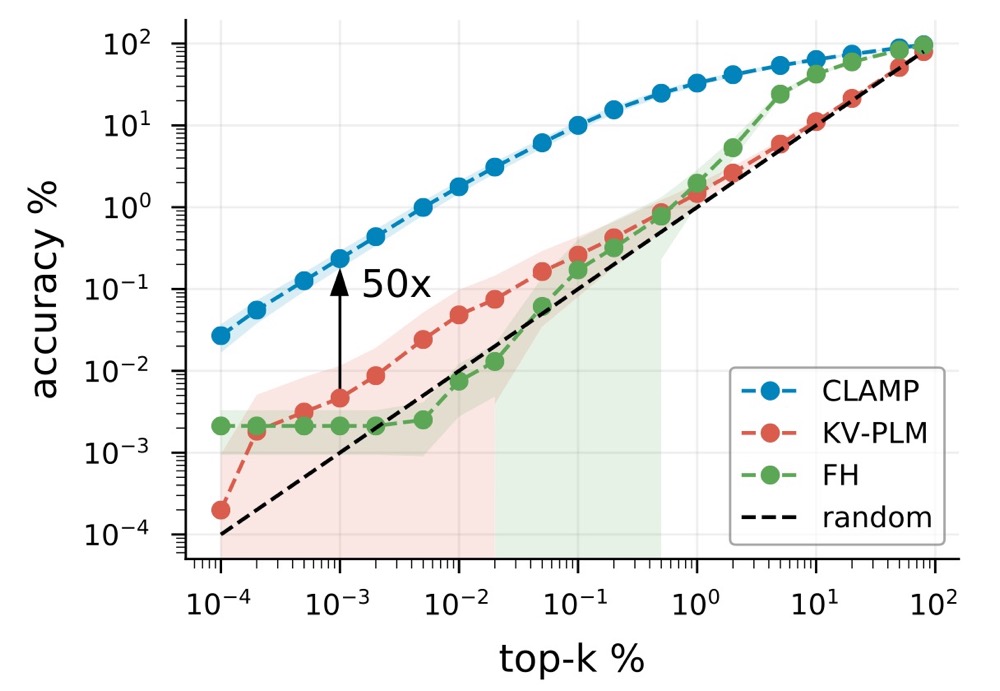 accuracy %
10²
10¹
10⁰
10⁻¹
10⁻²
10⁻³
10⁻⁴
50x
CLAMP
KV-PLM
FH
random
10⁻⁴ 10⁻³ 10⁻² 10⁻¹ 10⁰ 10¹ 10²
top-k %